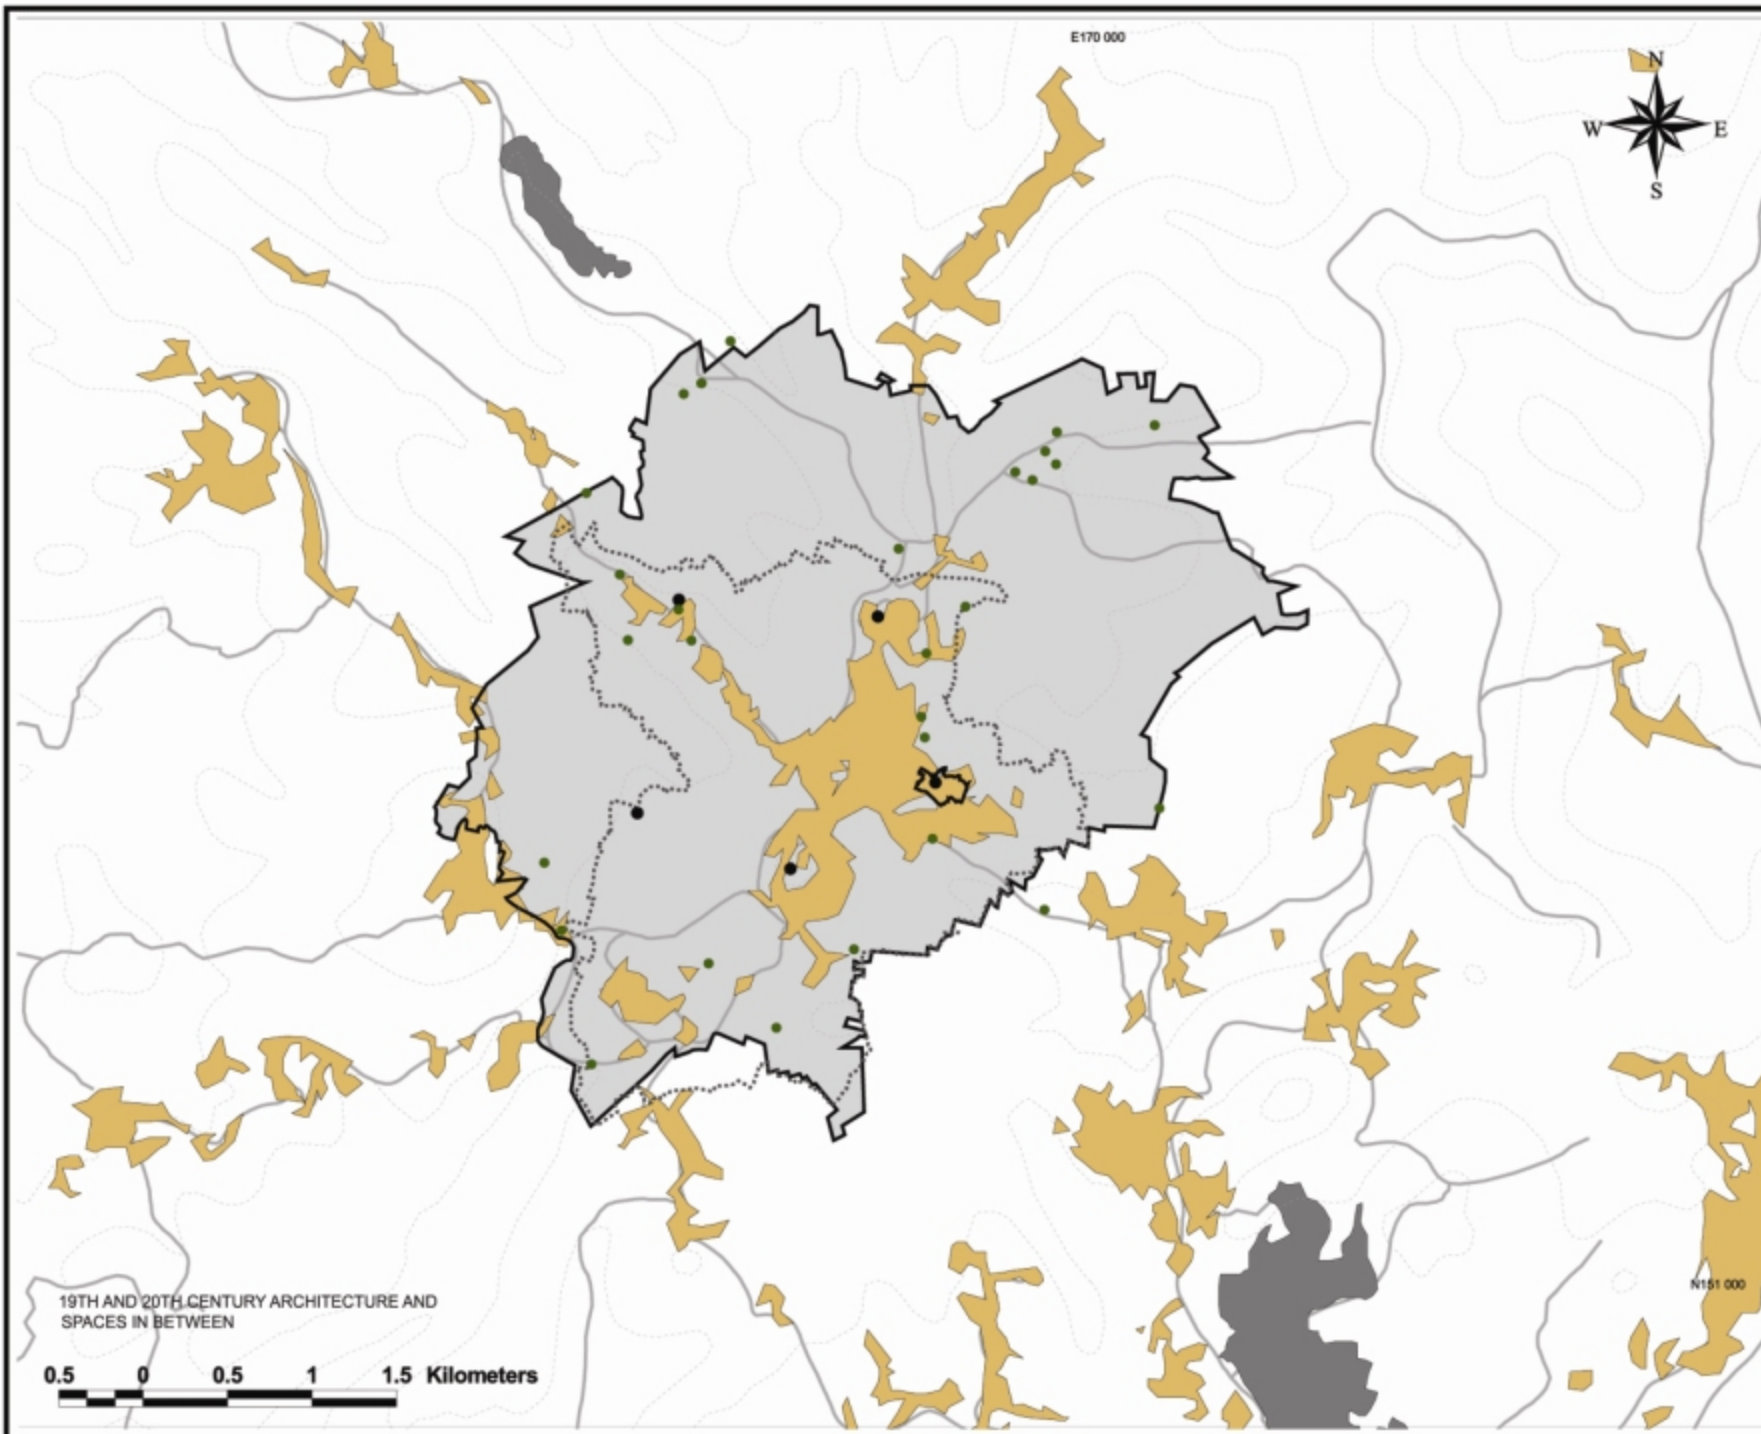 E170 000
N
W E
S
N151 000
19TH AND 20TH CENTURY ARCHITECTURE AND
SPACES IN BETWEEN
0.5 0 0.5 1 1.5 Kilometers